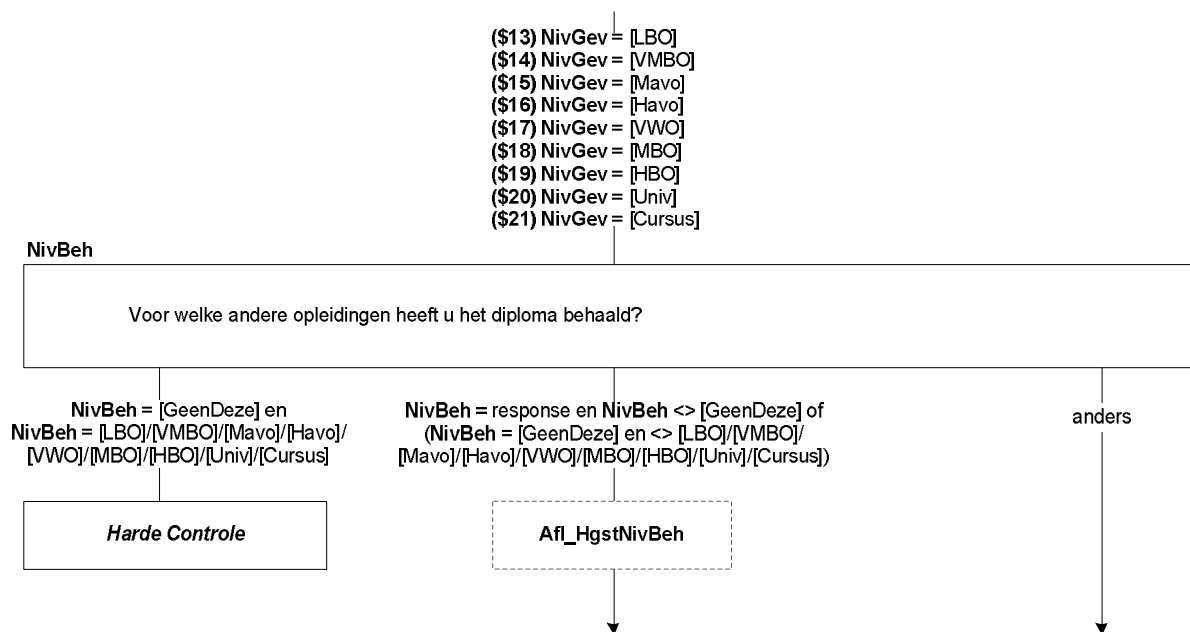 ($13) NivGev = [LBO]
($14) NivGev = [VMBO]
($15) NivGev = [Mavo]
($16) NivGev = [Havo]
($17) NivGev = [VWO]
($18) NivGev = [MBO]
($19) NivGev = [HBO]
($20) NivGev = [Univ]
($21) NivGev = [Cursus]
NivBeh
Voor welke andere opleidingen heeft u het diploma behaald?
NivBeh = [GeenDeze] en
NivBeh = [LBO]/[VMBO]/[Mavo]/[Havo]/
[VWO]/[MBO]/[HBO]/[Univ]/[Cursus]
Harde Controle
NivBeh = response en NivBeh <> [GeenDeze] of
(NivBeh = [GeenDeze] en <> [LBO]/[VMBO]/
[Mavo]/[Havo]/[VWO]/[MBO]/[HBO]/[Univ]/[Cursus])
Afl_HgstNivBeh
anders